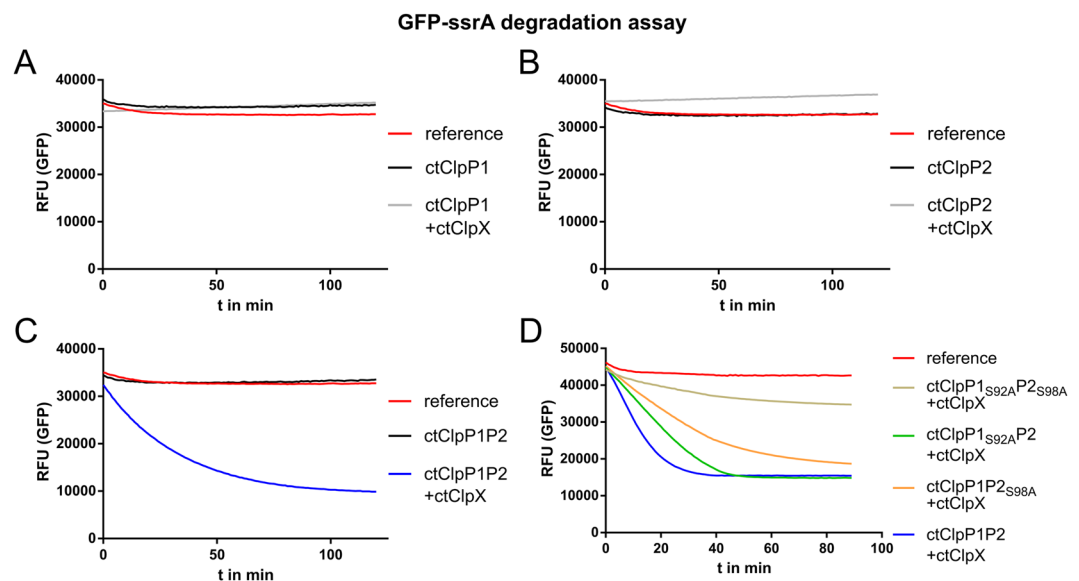 GFP-ssrA degradation assay
A
40000
30000
20000
10000
0
RFU (GFP)
0
50
100
t in min
reference
ctClpP1
ctClpP1
+ctClpX
B
40000
30000
20000
10000
0
RFU (GFP)
0
50
100
t in min
reference
ctClpP2
ctClpP2
+ctClpX
C
40000
30000
20000
10000
0
RFU (GFP)
0
50
100
t in min
reference
ctClpP1P2
ctClpP1P2
+ctClpX
D
50000
40000
30000
20000
10000
0
RFU (GFP)
0
20
40
60
80
100
t in min
reference
ctClpP1S92AP2S98A
+ctClpX
ctClpP1S92AP2
+ctClpX
ctClpP1P2S98A
+ctClpX
ctClpP1P2
+ctClpX